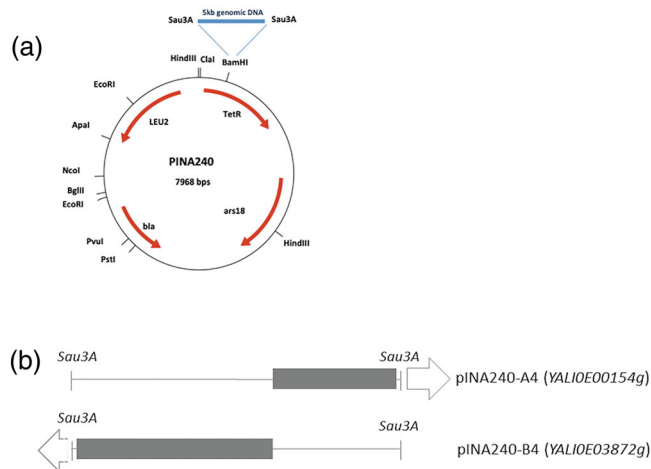 5kb genomic DNA
Sau3A Sau3A
(a)
HindIII ClaI BamHI
EcoRI
LEU2 TetR
ApaI
PINA240
NcoI 7968 bps
BglII
EcoRI
ars18
bla
HindIII
PvuI
PstI
(b)
Sau3A Sau3A
pINA240-A4 (YALI0E00154g)
Sau3A Sau3A
pINA240-B4 (YALI0E03872g)